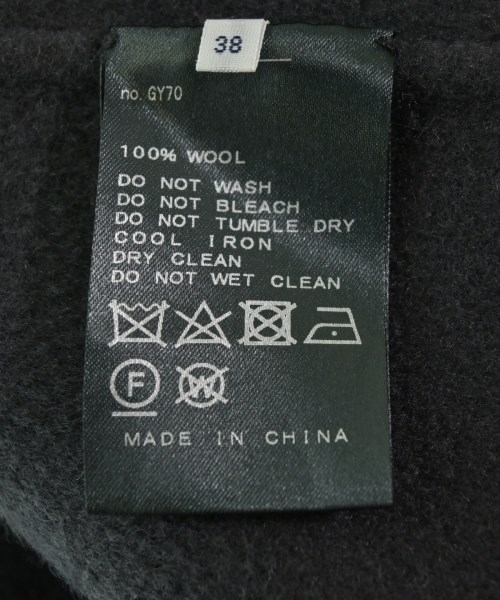 38
no. GY70
100% WOOL
DO NOT WASH
DO NOT BLEACH
DO NOT TUMBLE DRY
COOL IRON
DRY CLEAN
DO NOT WET CLEAN
F W
MADE IN CHINA